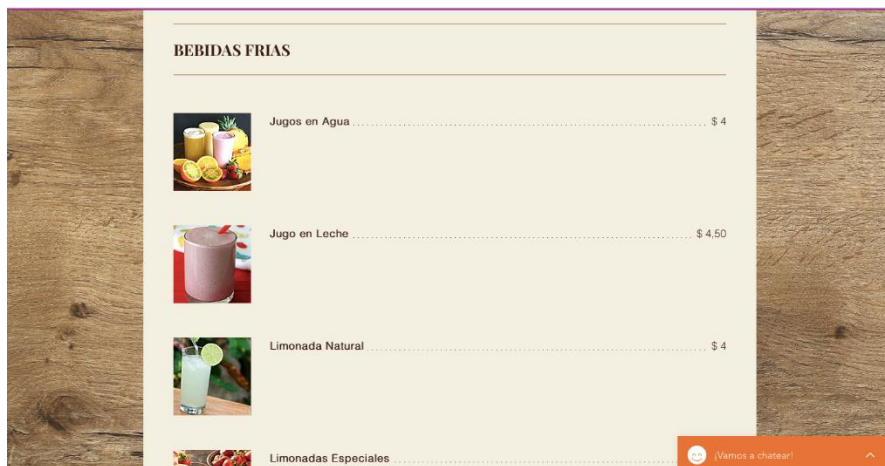 BEBIDAS FRIAS
Jugos en Agua $ 4
Jugo en Leche $ 4,50
Limonada Natural $ 4
Limonadas Especiales
¡Vamos a chatear!